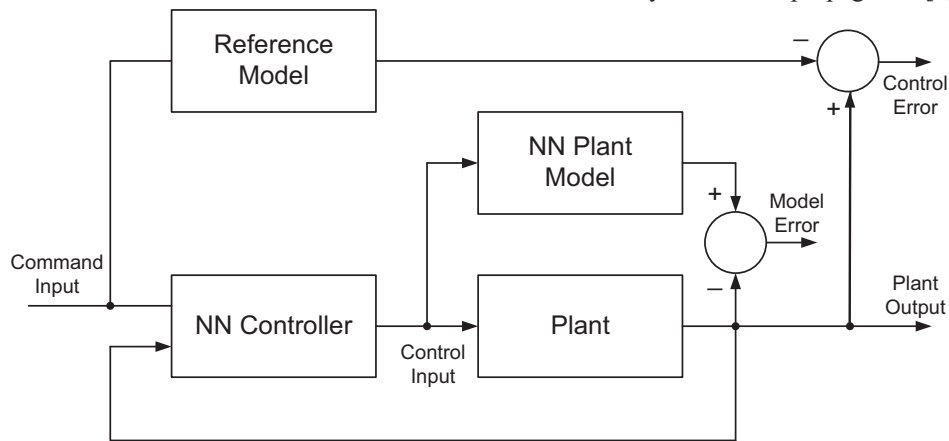 Reference
Model
−
+
Control
Error
NN Plant
Model
+
−
Model
Error
Command
Input
NN Controller
Control
Input
Plant
Plant
Output